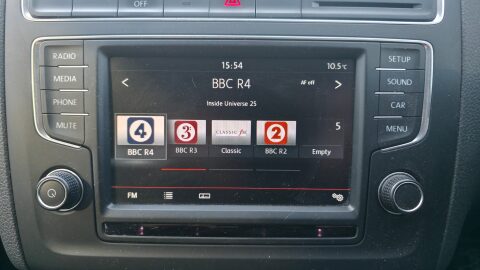 OFF
RADIO
MEDIA
PHONE
MUTE
15:54
10.5°C
< BBC R4 AF off >
Inside Universe 25
4
3
CLASSIC fM
2
5
BBC R4
BBC R3
Classic
BBC R2
Empty
FM
SETUP
SOUND
CAR
MENU